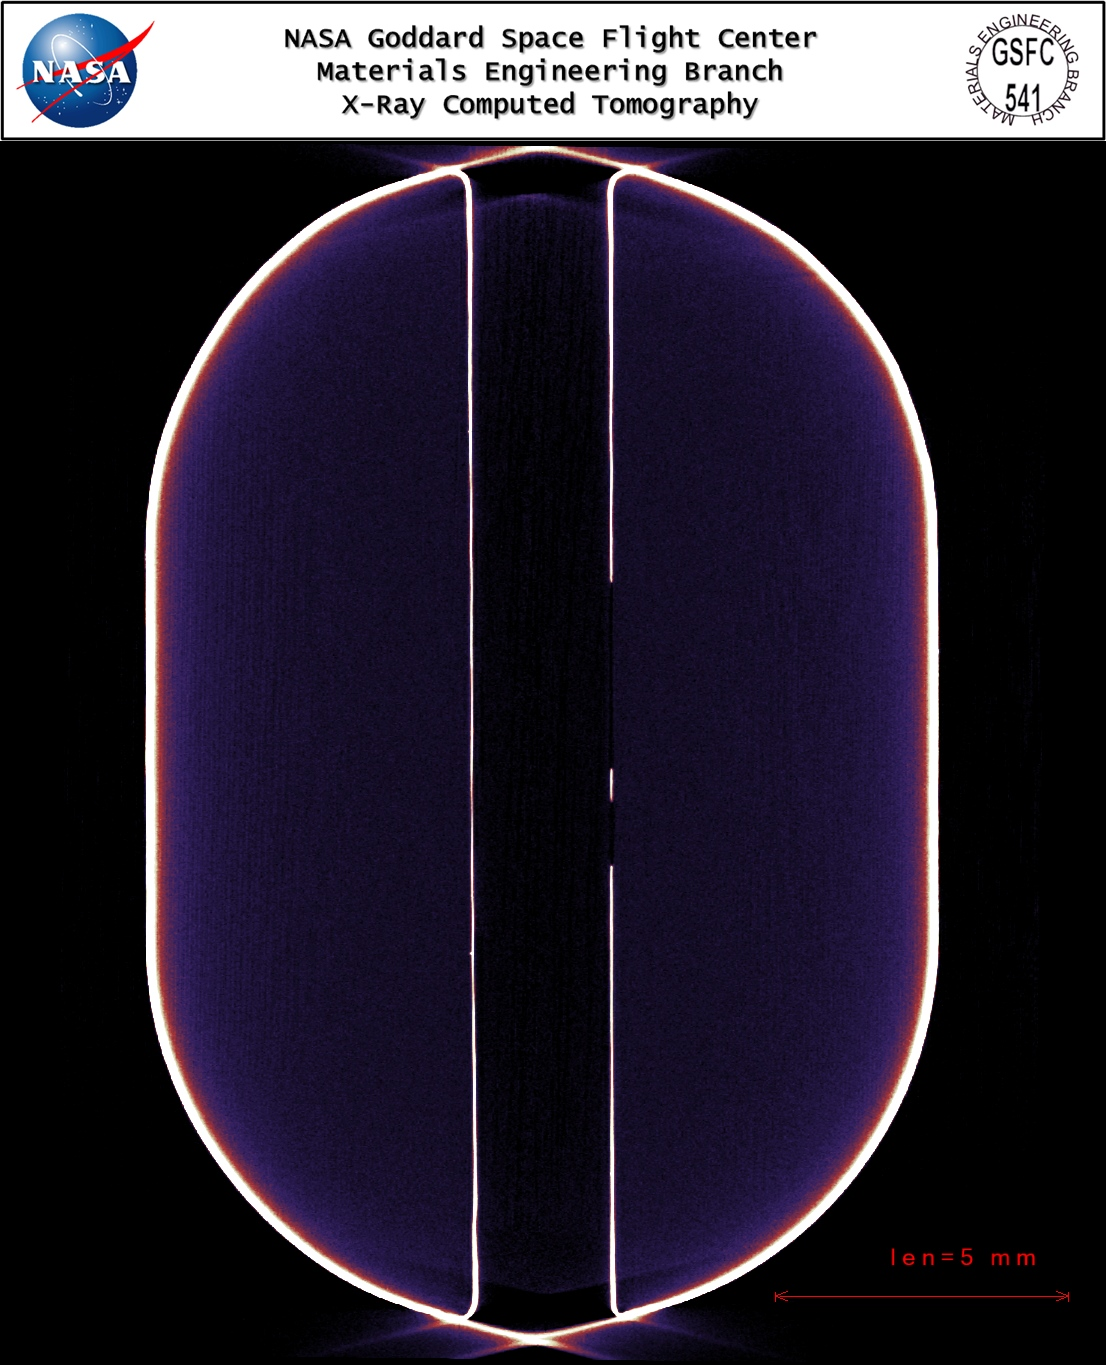 NASA
NASA Goddard Space Flight Center
Materials Engineering Branch
X-Ray Computed Tomography
MATERIALS ENGINEERING BRANCH
GSFC
541
len=5 mm